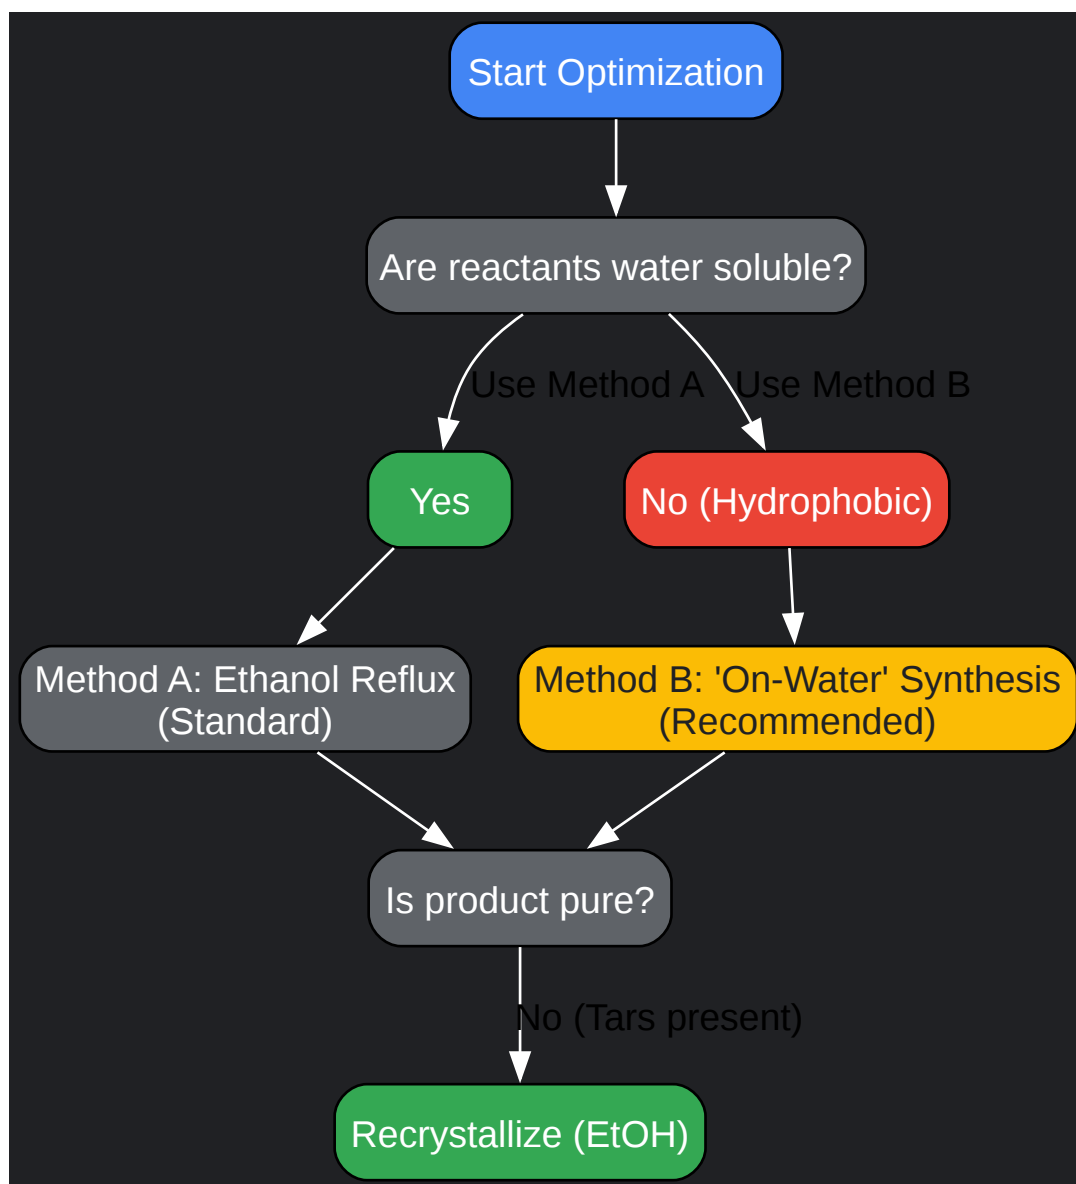 Start Optimization
Are reactants water soluble?
Use Method A
Use Method B
Yes
No (Hydrophobic)
Method A: Ethanol Reflux
(Standard)
Method B: 'On-Water' Synthesis
(Recommended)
Is product pure?
No (Tars present)
Recrystallize (EtOH)